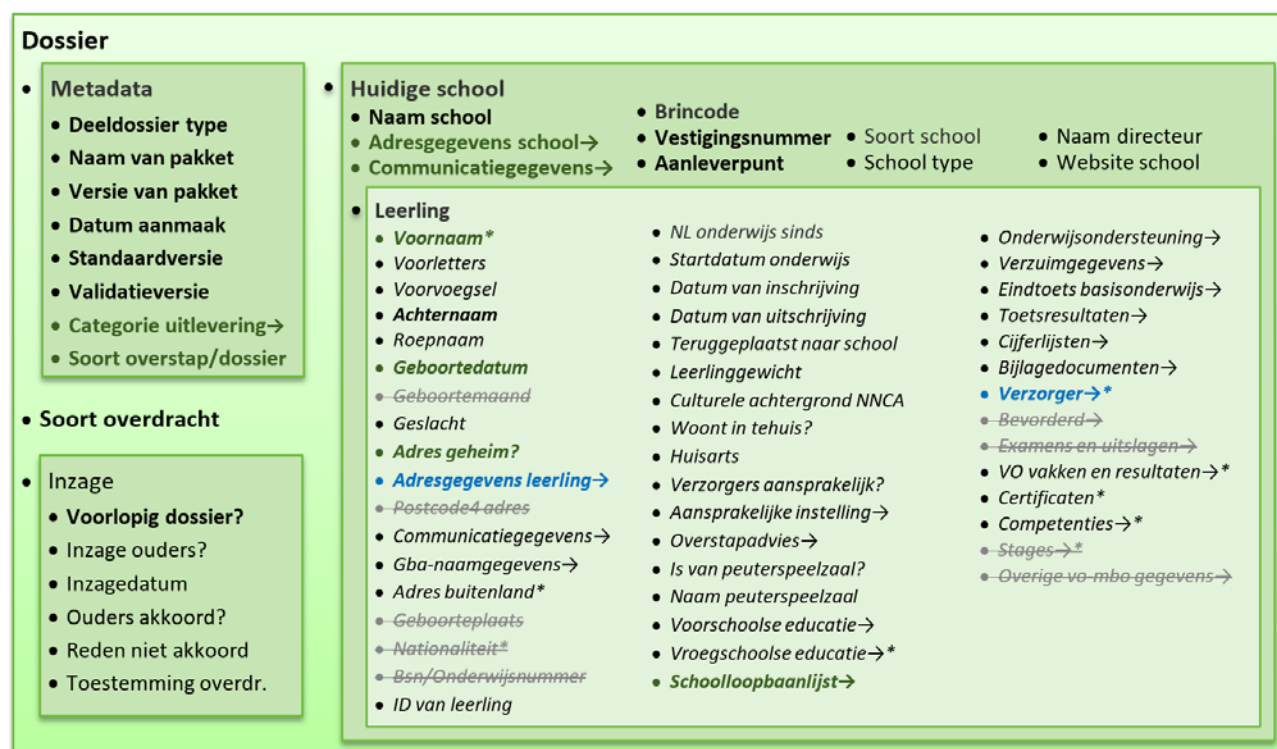 Dossier
• Metadata
• Deeldossier type
• Naam van pakket
• Versie van pakket
• Datum aanmaak
• Standaardversie
• Validatieversie
• Categorie uitlevering→
• Soort overstap/dossier
• Soort overdracht
• Inzage
• Voorlopig dossier?
• Inzage ouders?
• Inzagedatum
• Ouders akkoord?
• Reden niet akkoord
• Toestemming overdr.
• Huidige school
• Naam school
• Adresgegevens school→
• Communicatiegegevens→
• Brincode
• Vestigingsnummer
• Aanleverpunt
• Soort school
• School type
• Naam directeur
• Website school
• Leerling
• Voornaam*
• Voorletters
• Voorvoegsel
• Achternaam
• Roepnaam
• Geboortedatum
• Geboortemaand
• Geslacht
• Adres geheim?
• Adresgegevens leerling→
• Postcode4 adres
• Communicatiegegevens→
• Gba-naamgegevens→
• Adres buitenland*
• Geboorteplaats
• Nationaliteit*
• Bsn/Onderwijsnummer
• ID van leerling
• NL onderwijs sinds
• Startdatum onderwijs
• Datum van inschrijving
• Datum van uitschrijving
• Teruggeplaatst naar school
• Leerlinggewicht
• Culturele achtergrond NNCA
• Woont in tehuis?
• Huisarts
• Verzorgers aansprakelijk?
• Aansprakelijke instelling→
• Overstapadvies→
• Is van peuterspeelzaal?
• Naam peuterspeelzaal
• Voorschoolse educatie→
• Vroegschoolse educatie→*
• Schoolloopbaanlijst→
• Onderwijsondersteuning→
• Verzuimgegevens→
• Eindtoets basisonderwijs→
• Toetsresultaten→
• Cijferlijsten→
• Bijlagedocumenten→
• Verzorger→*
• Bevorderd→
• Examens en uitslagen→
• VO vakken en resultaten→*
• Certificaten*
• Competenties→*
• Stages→*
• Overige vo-mbo gegevens→